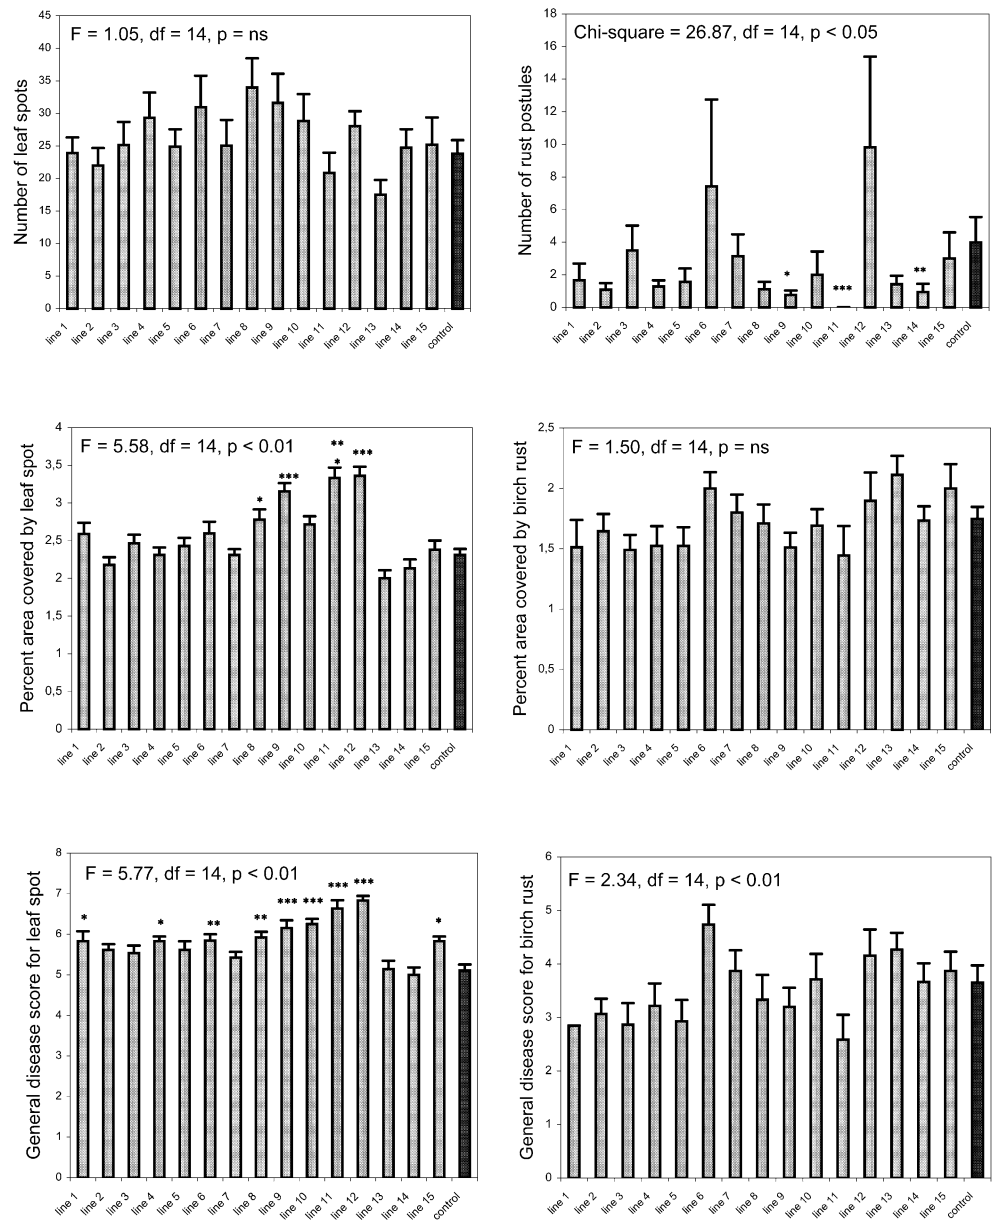 F = 1.05, df = 14, p = ns
Number of leaf spots
45
40
35
30
25
20
15
10
5
0
line 1
line 2
line 3
line 4
line 5
line 6
line 7
line 8
line 9
line 10
line 11
line 12
line 13
line 14
line 15
control
Chi-square = 26.87, df = 14, p < 0.05
Number of rust postules
18
16
14
12
10
8
6
4
2
0
*
***
**
line 1
line 2
line 3
line 4
line 5
line 6
line 7
line 8
line 9
line 10
line 11
line 12
line 13
line 14
line 15
control
F = 5.58, df = 14, p < 0.01
Percent area covered by leaf spot
4
3,5
3
2,5
2
1,5
1
0,5
0
*
***
**
*
***
line 1
line 2
line 3
line 4
line 5
line 6
line 7
line 8
line 9
line 10
line 11
line 12
line 13
line 14
line 15
control
F = 1.50, df = 14, p = ns
Percent area covered by birch rust
2,5
2
1,5
1
0,5
0
line 1
line 2
line 3
line 4
line 5
line 6
line 7
line 8
line 9
line 10
line 11
line 12
line 13
line 14
line 15
control
F = 5.77, df = 14, p < 0.01
General disease score for leaf spot
8
7
6
5
4
3
2
1
0
*
*
**
**
***
***
***
***
*
line 1
line 2
line 3
line 4
line 5
line 6
line 7
line 8
line 9
line 10
line 11
line 12
line 13
line 14
line 15
control
F = 2.34, df = 14, p < 0.01
General disease score for birch rust
6
5
4
3
2
1
0
line 1
line 2
line 3
line 4
line 5
line 6
line 7
line 8
line 9
line 10
line 11
line 12
line 13
line 14
line 15
control